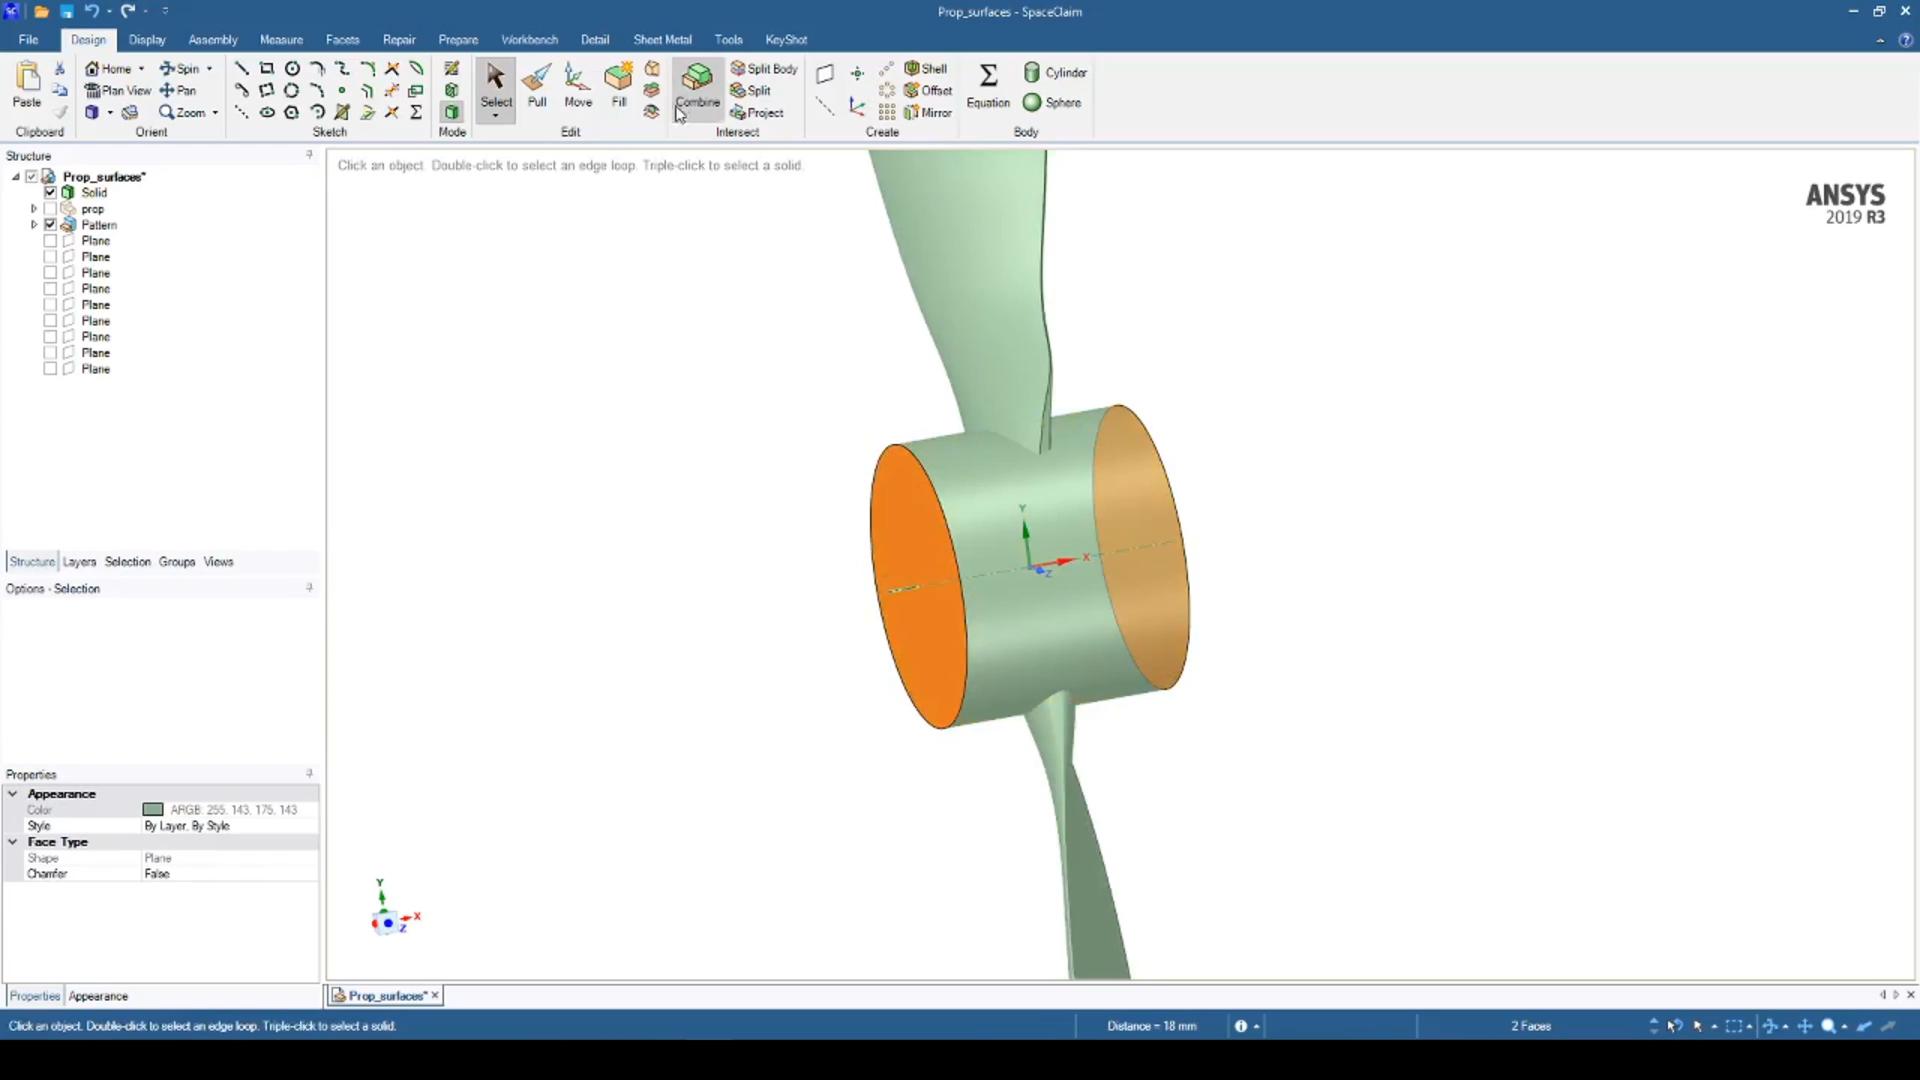 Prop_surfaces - SpaceClaim
File Design Display Assembly Measure Facets Repair Prepare Workbench Detail Sheet Metal Tools KeyShot
Home Spin Split Body Shell Cylinder
Plan View Pan Split Offset
Paste Zoom Select Pull Move Fill Combine Project Mirror Equation Sphere
Clipboard Orient Sketch Mode Edit Intersect Create Body
Structure
Click an object. Double-click to select an edge loop. Triple-click to select a solid.
Prop_surfaces*
Solid
prop
Pattern
Plane
Plane
Plane
Plane
Plane
Plane
Plane
Plane
Plane
ANSYS
2019 R3
Y
X
Z
Structure Layers Selection Groups Views
Options - Selection
Properties
Appearance
Color ARGB: 255, 143, 175, 143
Style By Layer, By Style
Face Type
Shape Plane
Chamfer False
Y
X
Z
Properties Appearance
Prop_surfaces*
Click an object. Double-click to select an edge loop. Triple-click to select a solid.
Distance = 18 mm
2 Faces